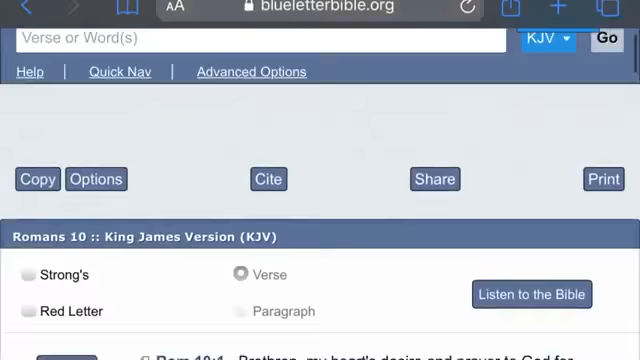 AA blueletterbible.org
Verse or Word(s) KJV Go
Help | Quick Nav | Advanced Options
Copy Options Cite Share Print
Romans 10 :: King James Version (KJV)
Strong's Verse
Listen to the Bible
Red Letter Paragraph
Rom 10:1 Brethren, my heart's desire and prayer to God for